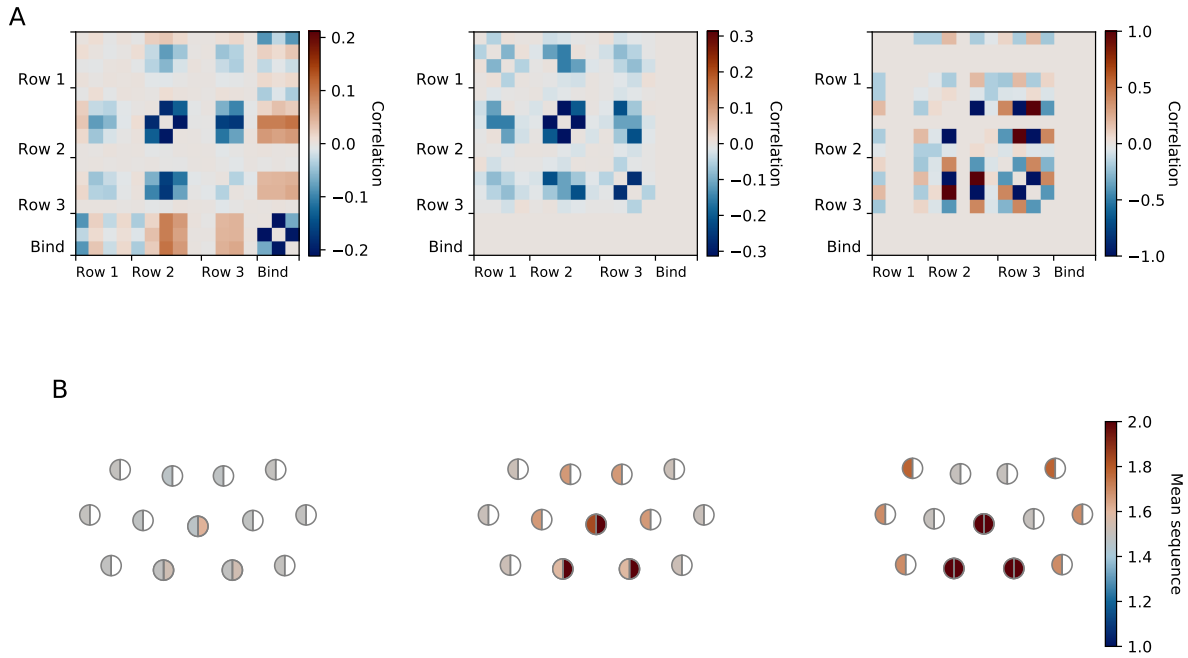 A
Row 1
Row 2
Row 3
Bind
Row 1 Row 2 Row 3 Bind
0.2
0.1
0.0
−0.1
−0.2
Correlation
Row 1
Row 2
Row 3
Bind
Row 1 Row 2 Row 3 Bind
0.3
0.2
0.1
0.0
−0.1
−0.2
−0.3
Correlation
Row 1
Row 2
Row 3
Bind
Row 1 Row 2 Row 3 Bind
1.0
0.5
0.0
−0.5
−1.0
Correlation
B
2.0
1.8
1.6
1.4
1.2
1.0
Mean sequence